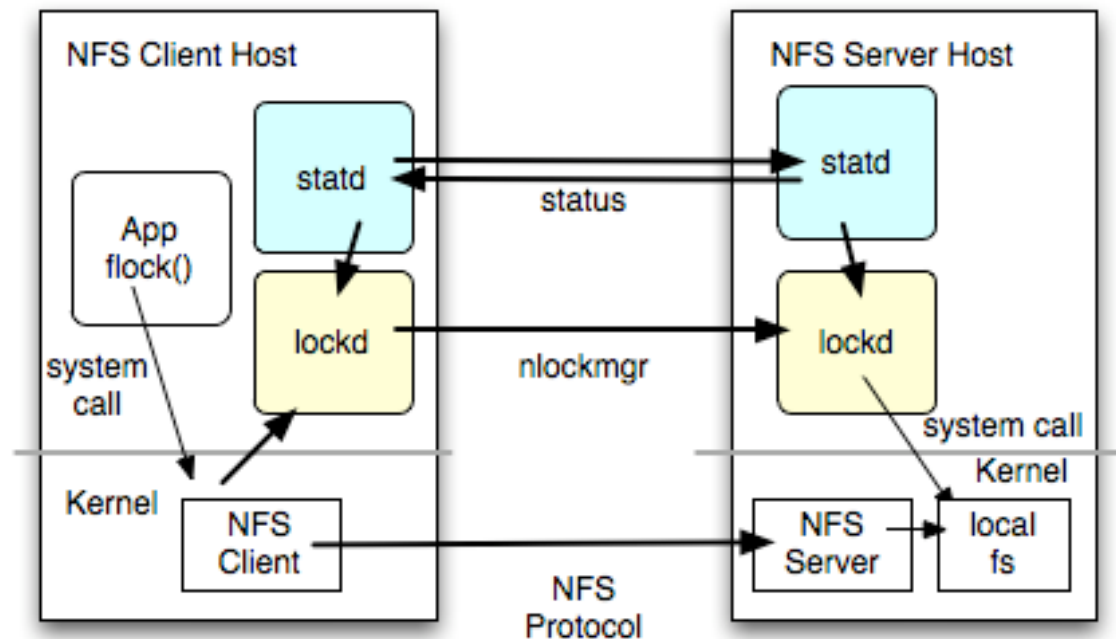 NFS Client Host
statd
App
flock()
lockd
system
call
Kernel
NFS
Client
status
nlockmgr
NFS
Protocol
NFS Server Host
statd
lockd
system call
Kernel
NFS
Server
local
fs